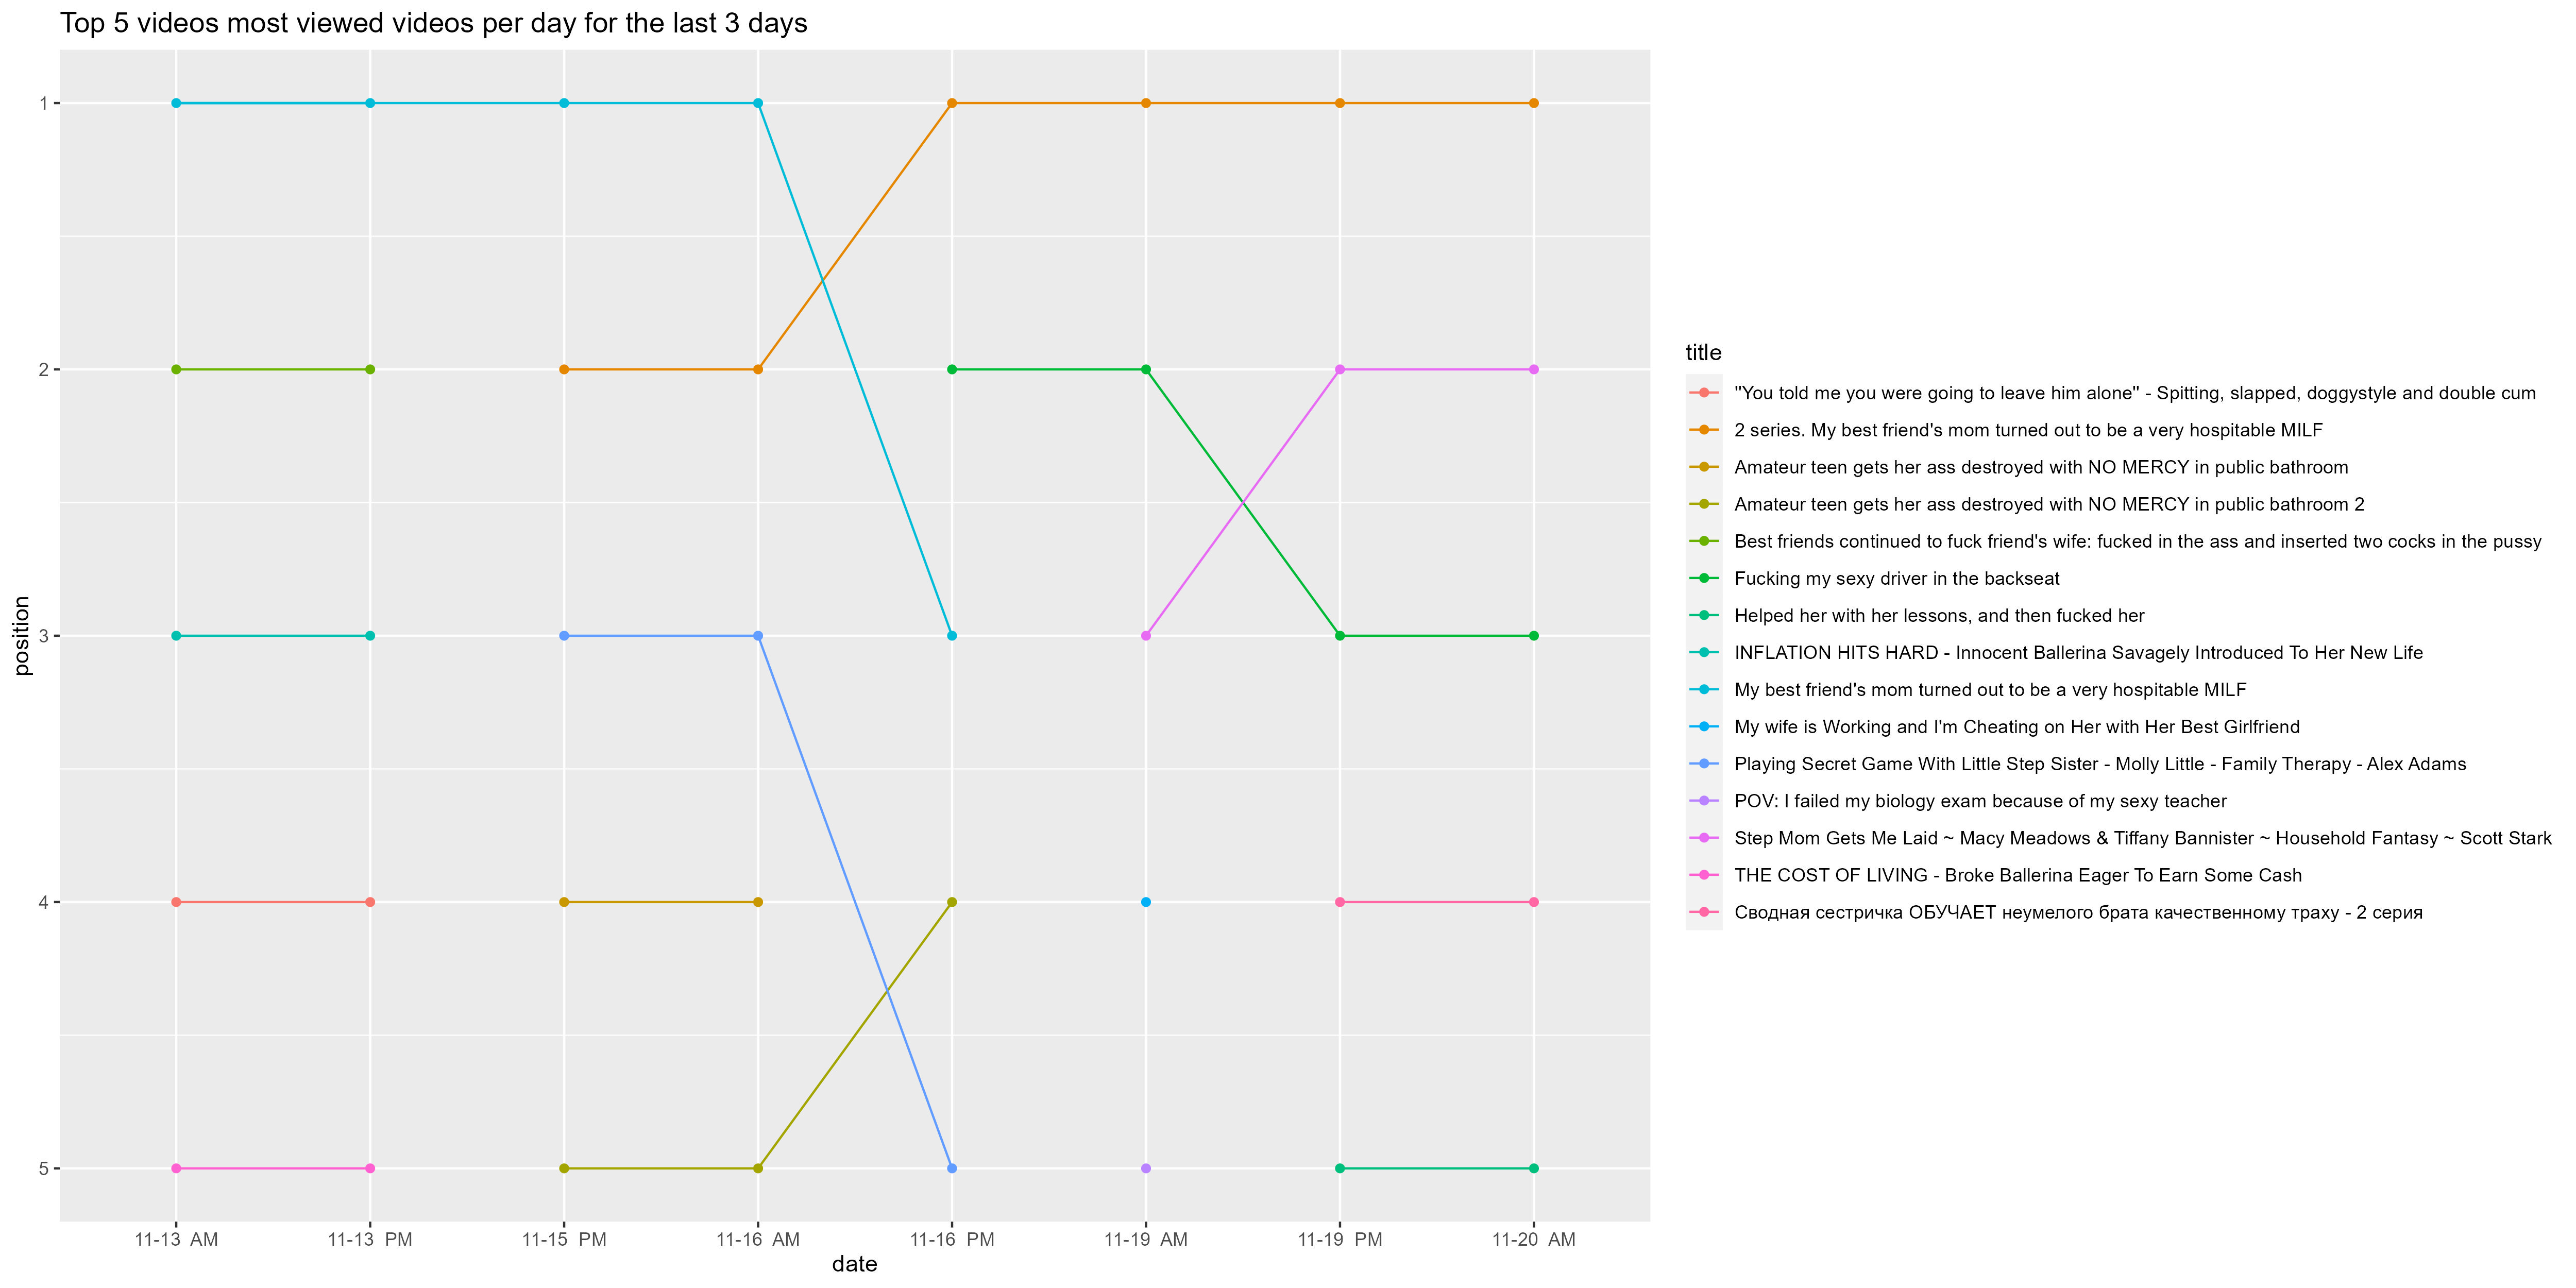 Top 5 videos most viewed videos per day for the last 3 days
1
2
3
4
5
position
11-13 AM
11-13 PM
11-15 PM
11-16 AM
11-16 PM
11-19 AM
11-19 PM
11-20 AM
date
title
"You told me you were going to leave him alone" - Spitting, slapped, doggystyle and double cum
2 series. My best friend's mom turned out to be a very hospitable MILF
Amateur teen gets her ass destroyed with NO MERCY in public bathroom
Amateur teen gets her ass destroyed with NO MERCY in public bathroom 2
Best friends continued to fuck friend's wife: fucked in the ass and inserted two cocks in the pussy
Fucking my sexy driver in the backseat
Helped her with her lessons, and then fucked her
INFLATION HITS HARD - Innocent Ballerina Savagely Introduced To Her New Life
My best friend's mom turned out to be a very hospitable MILF
My wife is Working and I'm Cheating on Her with Her Best Girlfriend
Playing Secret Game With Little Step Sister - Molly Little - Family Therapy - Alex Adams
POV: I failed my biology exam because of my sexy teacher
Step Mom Gets Me Laid ~ Macy Meadows & Tiffany Bannister ~ Household Fantasy ~ Scott Stark
THE COST OF LIVING - Broke Ballerina Eager To Earn Some Cash
Сводная сестричка ОБУЧАЕТ неумелого брата качественному траху - 2 серия